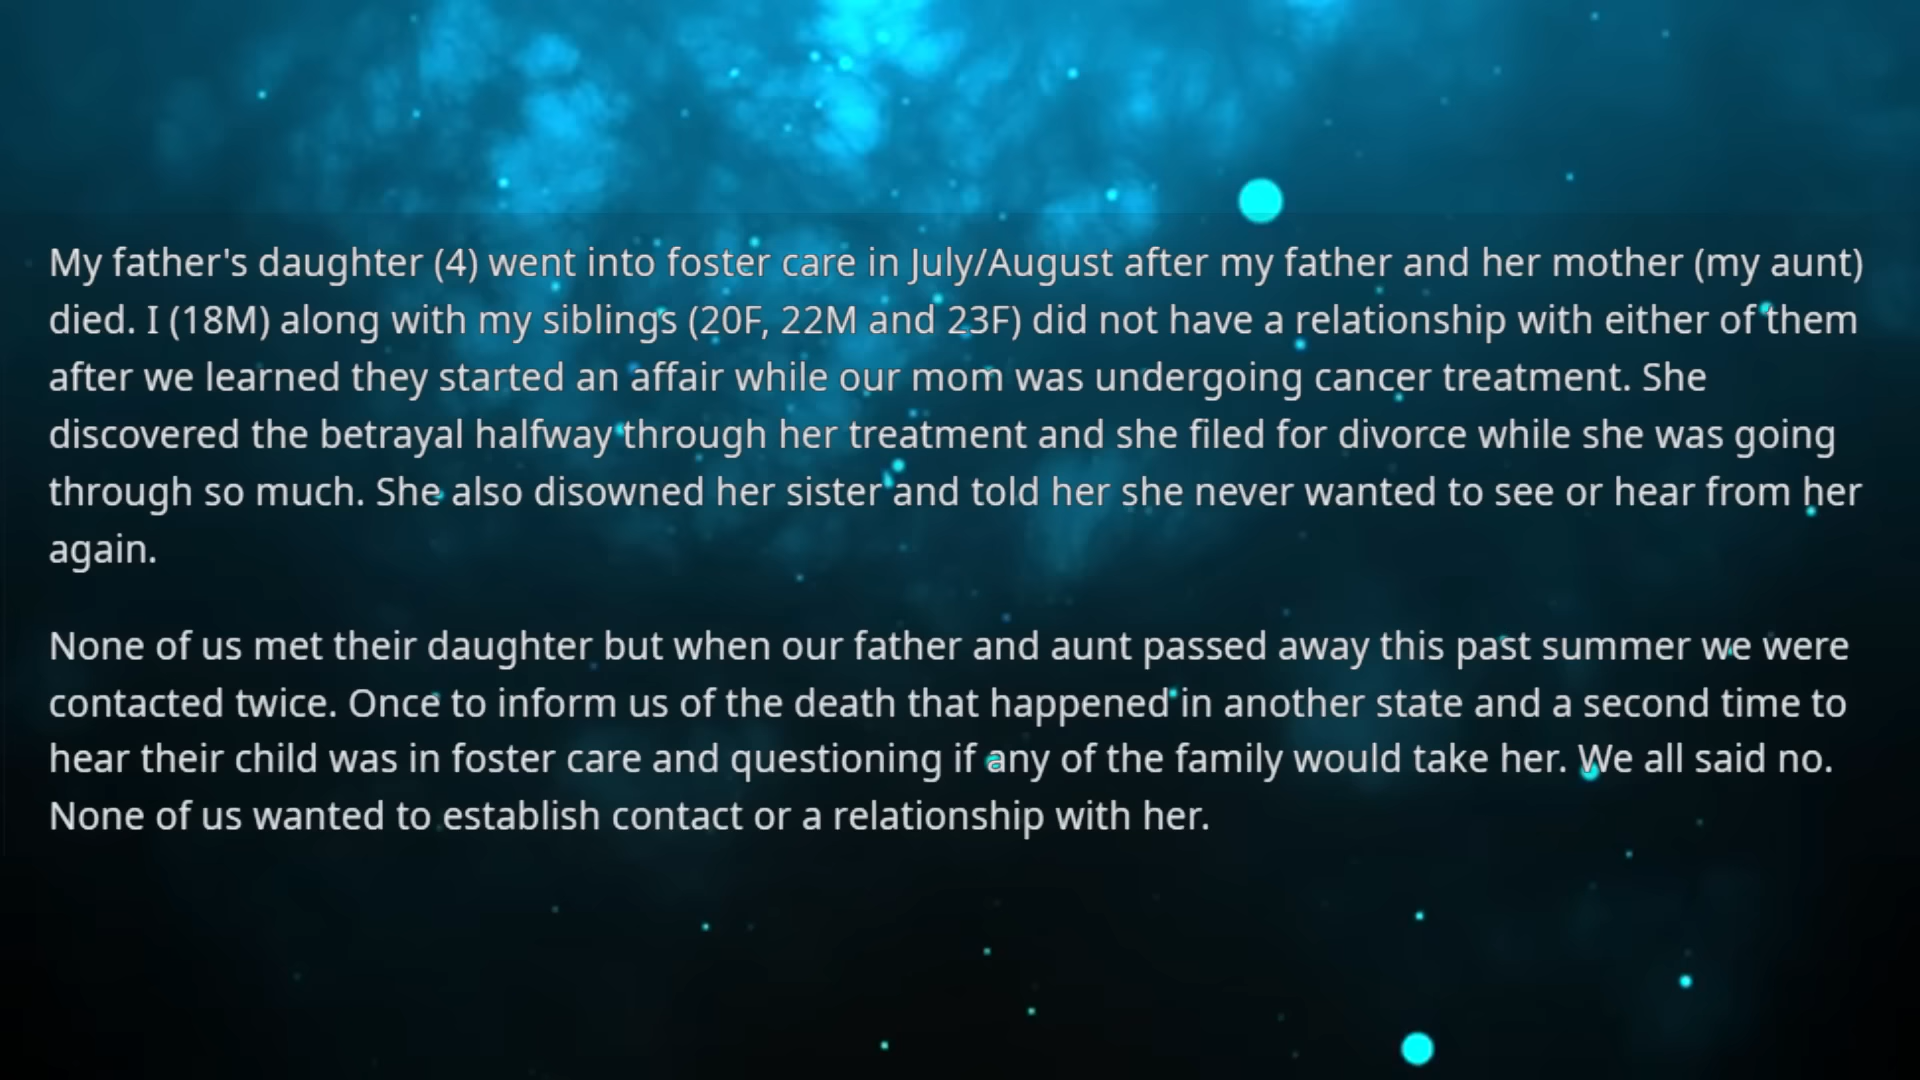 My father's daughter (4) went into foster care in July/August after my father and her mother (my aunt)
died. I (18M) along with my siblings (20F, 22M and 23F) did not have a relationship with either of them
after we learned they started an affair while our mom was undergoing cancer treatment. She
discovered the betrayal halfway through her treatment and she filed for divorce while she was going
through so much. She also disowned her sister and told her she never wanted to see or hear from her
again.
None of us met their daughter but when our father and aunt passed away this past summer we were
contacted twice. Once to inform us of the death that happened in another state and a second time to
hear their child was in foster care and questioning if any of the family would take her. We all said no.
None of us wanted to establish contact or a relationship with her.